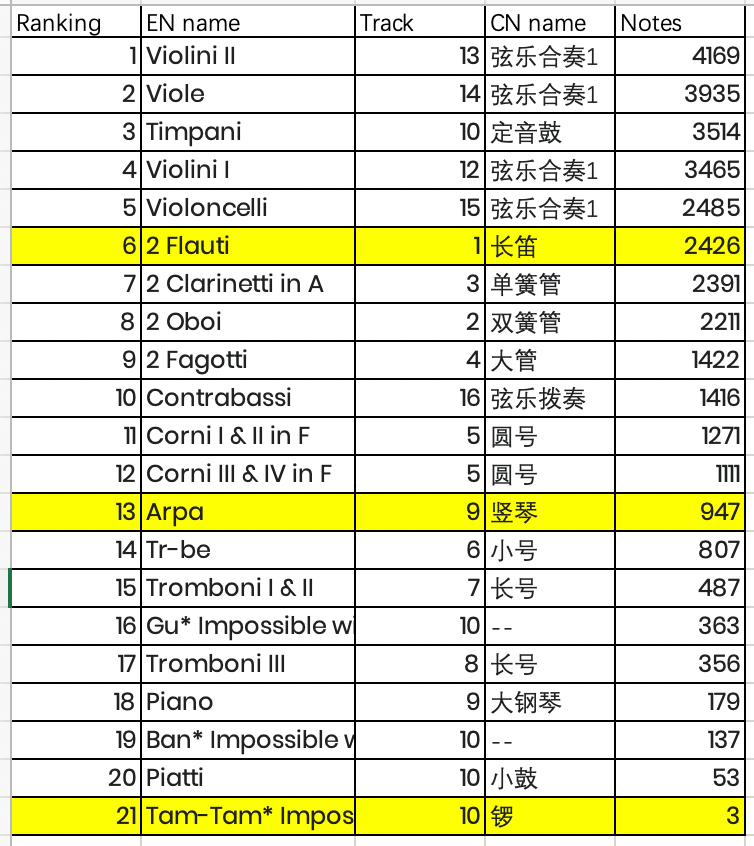 Ranking EN name Track CN name Notes
1 Violini II 13 弦乐合奏1 4169
2 Viole 14 弦乐合奏1 3935
3 Timpani 10 定音鼓 3514
4 Violini I 12 弦乐合奏1 3465
5 Violoncelli 15 弦乐合奏1 2485
6 2 Flauti 1 长笛 2426
7 2 Clarinetti in A 3 单簧管 2391
8 2 Oboi 2 双簧管 2211
9 2 Fagotti 4 大管 1422
10 Contrabassi 16 弦乐拨奏 1416
11 Corni I & II in F 5 圆号 1271
12 Corni III & IV in F 5 圆号 1111
13 Arpa 9 竖琴 947
14 Tr-be 6 小号 807
15 Tromboni I & II 7 长号 487
16 Gu* Impossible wi 10 -- 363
17 Tromboni III 8 长号 356
18 Piano 9 大钢琴 179
19 Ban* Impossible w 10 -- 137
20 Piatti 10 小鼓 53
21 Tam-Tam* Impos 10 锣 3